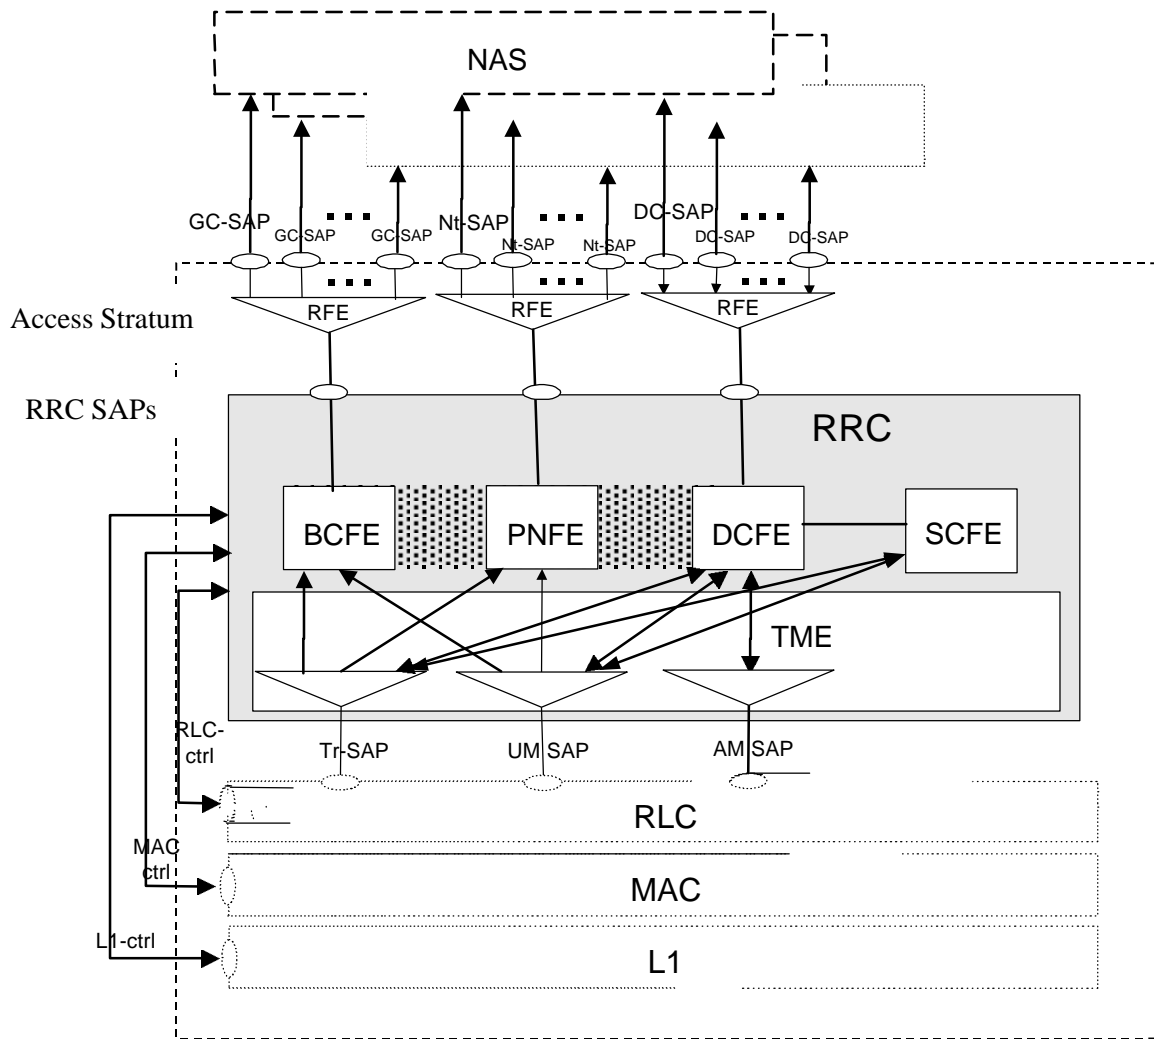 NAS
GC-SAP
GC-SAP
GC-SAP
Nt-SAP
Nt-SAP
Nt-SAP
DC-SAP
DC-SAP
DC-SAP
RFE
RFE
RFE
Access Stratum
RRC SAPs
RRC
BCFE
PNFE
DCFE
SCFE
TME
RLC-
ctrl
Tr-SAP
UM SAP
AM SAP
RLC
MAC
ctrl
MAC
L1-ctrl
L1